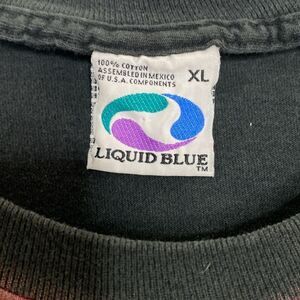 100% COTTON
ASSEMBLED IN MEXICO
OF U.S.A. COMPONENTS
XL
LIQUID BLUE
TM